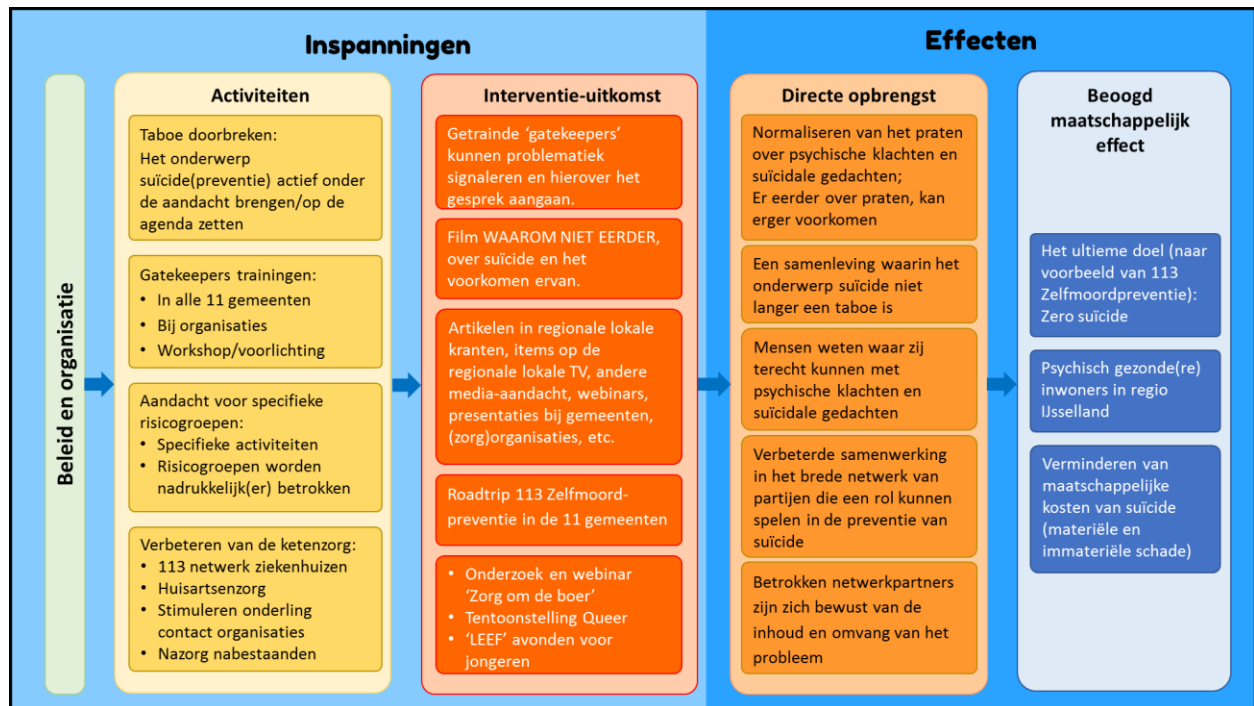 Inspanningen
Effecten
Beleid en organisatie
Activiteiten
Taboe doorbreken:
Het onderwerp
suïcide(preventie) actief onder
de aandacht brengen/op de
agenda zetten
Gatekeepers trainingen:
• In alle 11 gemeenten
• Bij organisaties
• Workshop/voorlichting
Aandacht voor specifieke
risicogroepen:
• Specifieke activiteiten
• Risicogroepen worden
nadrukkelijk(er) betrokken
Verbeteren van de ketenzorg:
• 113 netwerk ziekenhuizen
• Huisartsenzorg
• Stimuleren onderling
contact organisaties
• Nazorg nabestaanden
Interventie-uitkomst
Getrainde ‘gatekeepers’
kunnen problematiek
signaleren en hierover het
gesprek aangaan.
Film WAAROM NIET EERDER,
over suïcide en het
voorkomen ervan.
Artikelen in regionale lokale
kranten, items op de
regionale lokale TV, andere
media-aandacht, webinars,
presentaties bij gemeenten,
(zorg)organisaties, etc.
Roadtrip 113 Zelfmoord-
preventie in de 11 gemeenten
• Onderzoek en webinar
‘Zorg om de boer’
• Tentoonstelling Queer
• ‘LEEF’ avonden voor
jongeren
Directe opbrengst
Normaliseren van het praten
over psychische klachten en
suïcidale gedachten;
Er eerder over praten, kan
erger voorkomen
Een samenleving waarin het
onderwerp suïcide niet
langer een taboe is
Mensen weten waar zij
terecht kunnen met
psychische klachten en
suïcidale gedachten
Verbeterde samenwerking
in het brede netwerk van
partijen die een rol kunnen
spelen in de preventie van
suïcide
Betrokken netwerkpartners
zijn zich bewust van de
inhoud en omvang van het
probleem
Beoogd
maatschappelijk
effect
Het ultieme doel (naar
voorbeeld van 113
Zelfmoordpreventie):
Zero suïcide
Psychisch gezonde(re)
inwoners in regio
IJsselland
Verminderen van
maatschappelijke
kosten van suïcide
(materiële en
immateriële schade)